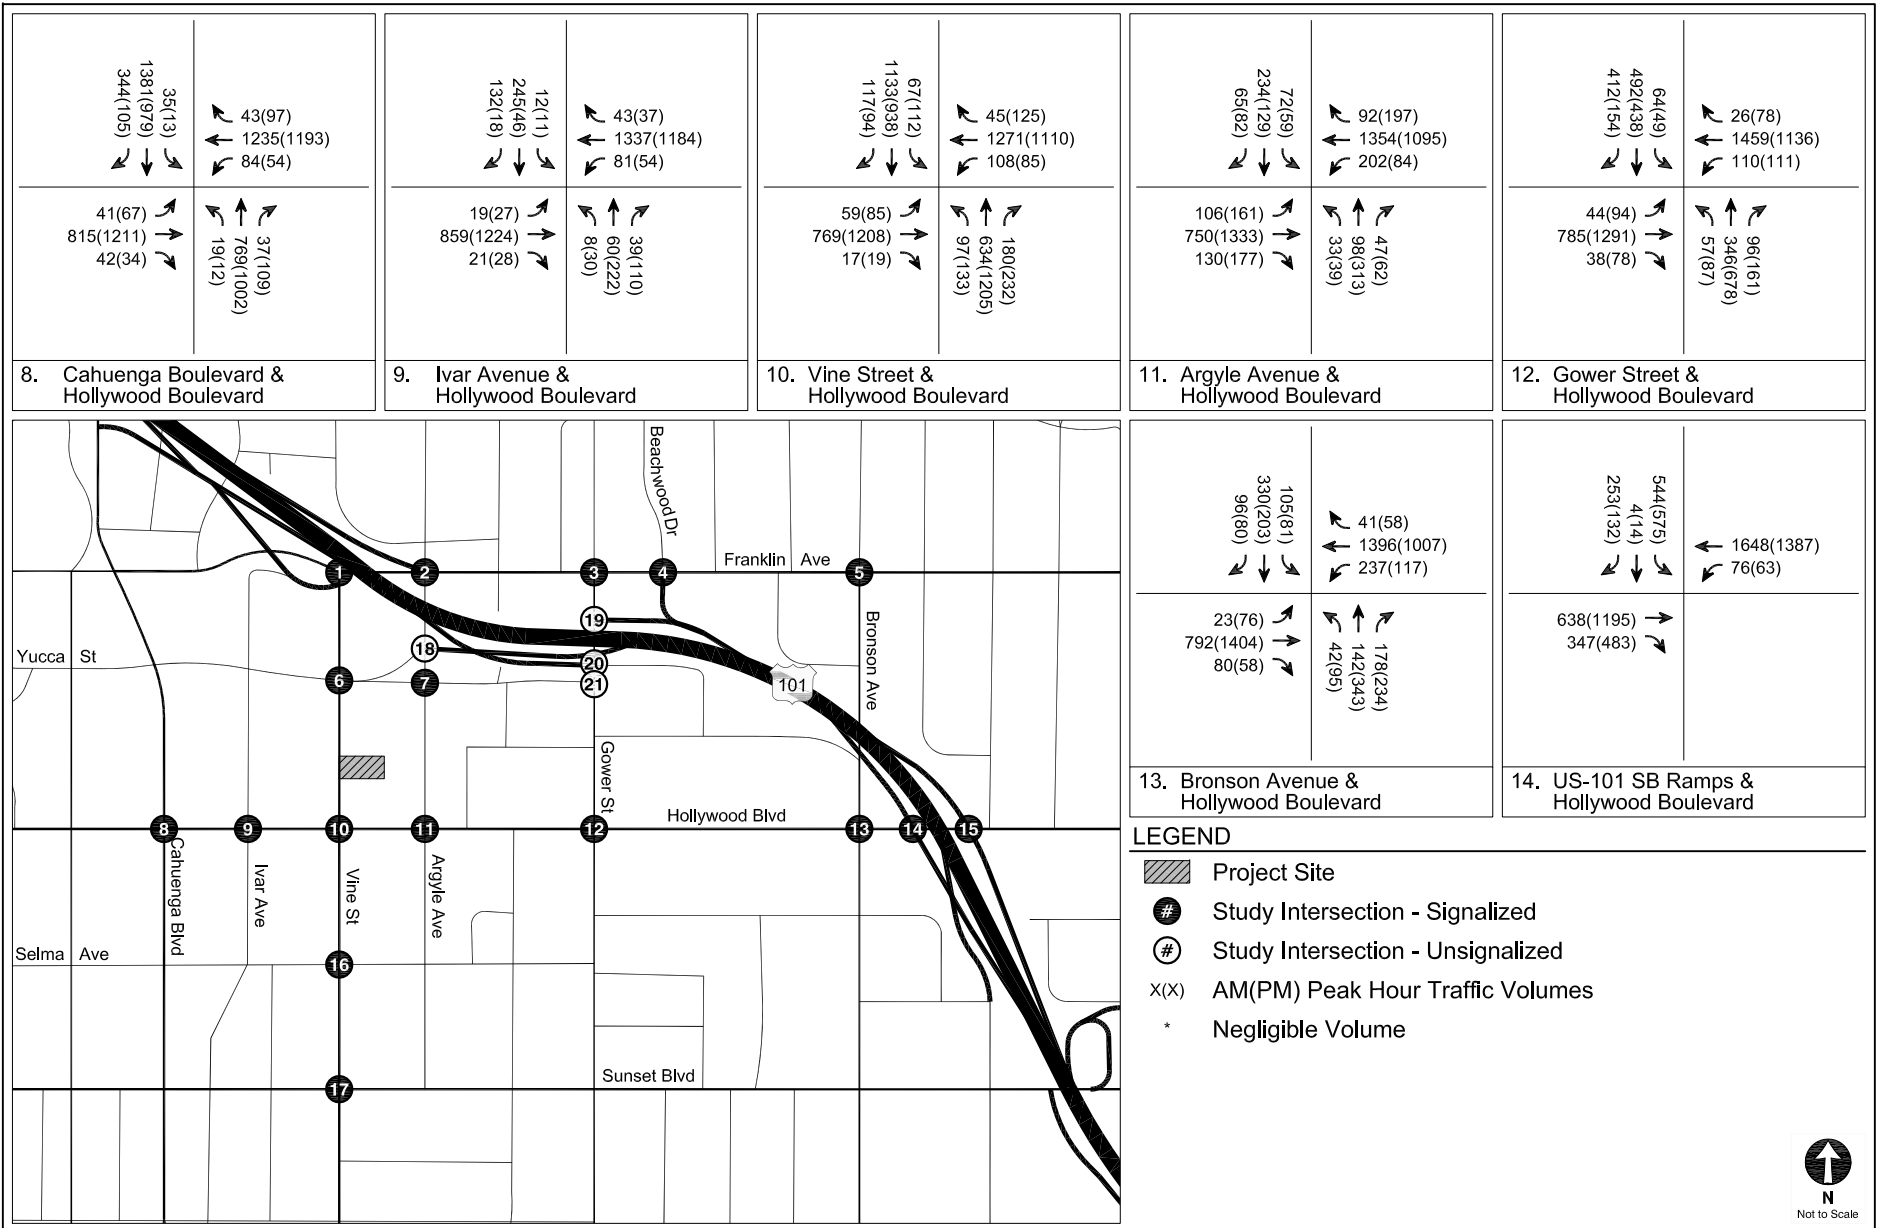 344(105)
1381(979)
35(13)
43(97)
1235(1193)
84(54)
41(67)
815(1211)
42(34)
19(12)
769(1002)
37(109)
8. Cahuenga Boulevard &
Hollywood Boulevard
132(18)
245(46)
12(11)
43(37)
1337(1184)
81(54)
19(27)
859(1224)
21(28)
8(30)
60(222)
39(110)
9. Ivar Avenue &
Hollywood Boulevard
117(94)
1133(938)
67(112)
45(125)
1271(1110)
108(85)
59(85)
769(1208)
17(19)
97(133)
634(1205)
180(232)
10. Vine Street &
Hollywood Boulevard
65(82)
234(129)
72(59)
92(197)
1354(1095)
202(84)
106(161)
750(1333)
130(177)
33(39)
98(313)
47(62)
11. Argyle Avenue &
Hollywood Boulevard
412(154)
492(438)
64(49)
26(78)
1459(1136)
110(111)
44(94)
785(1291)
38(78)
57(87)
346(678)
96(161)
12. Gower Street &
Hollywood Boulevard
96(80)
330(203)
105(81)
41(58)
1396(1007)
237(117)
23(76)
792(1404)
80(58)
42(95)
142(343)
178(234)
13. Bronson Avenue &
Hollywood Boulevard
253(132)
4(14)
544(575)
1648(1387)
76(63)
638(1195)
347(483)
14. US-101 SB Ramps &
Hollywood Boulevard
Beachwood Dr
Franklin Ave
1
2
3
4
5
19
Bronson Ave
Yucca St
18
20
21
6
7
101
Gower St
Hollywood Blvd
8
9
10
11
12
13
14
15
Cahuenga Blvd
Ivar Ave
Vine St
Argyle Ave
Selma Ave
16
Sunset Blvd
17
LEGEND
Project Site
# Study Intersection - Signalized
# Study Intersection - Unsignalized
X(X) AM(PM) Peak Hour Traffic Volumes
* Negligible Volume
N
Not to Scale